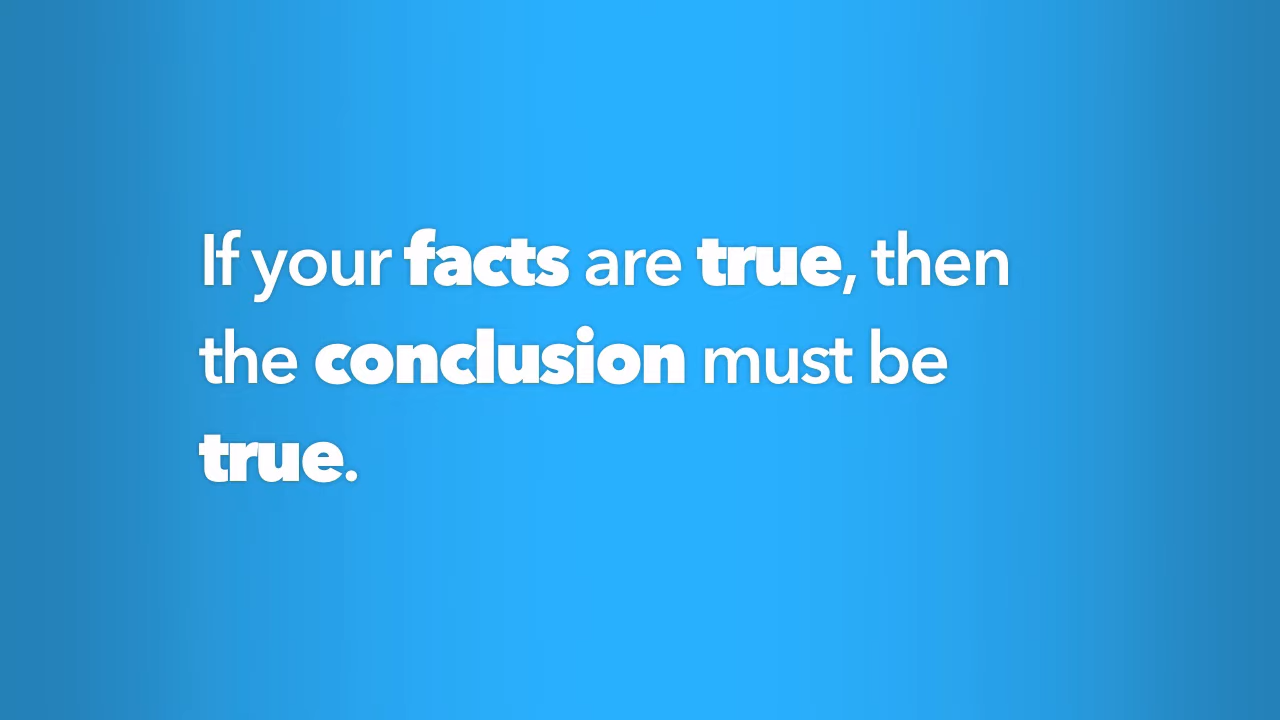 If your facts are true, then
the conclusion must be
true.